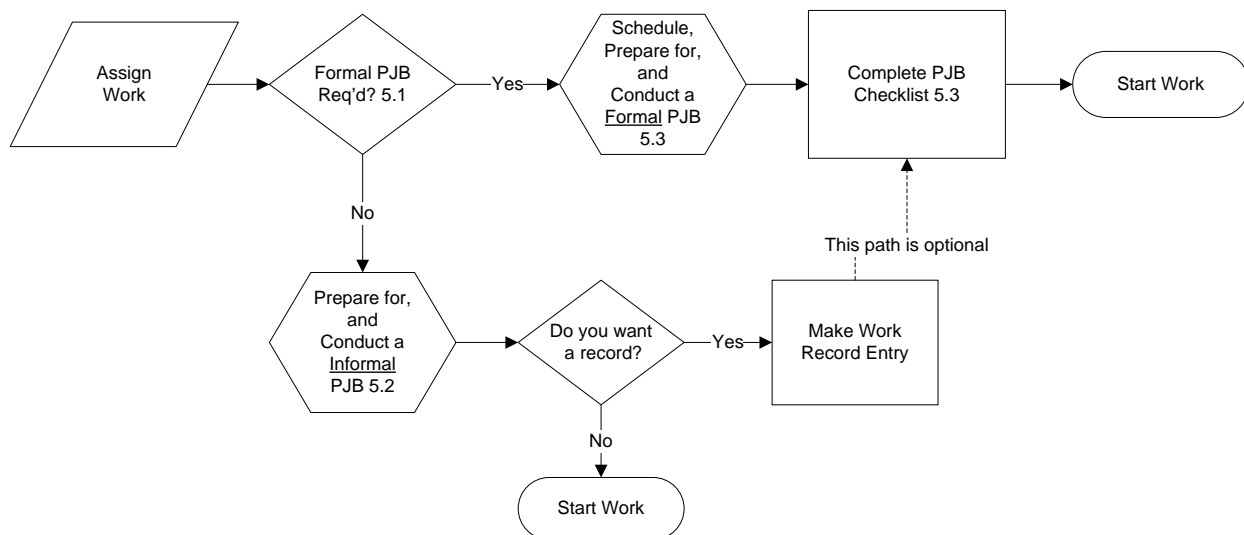 Assign
Work
Formal PJB
Req'd? 5.1
Yes
Schedule,
Prepare for,
and
Conduct a
Formal PJB
5.3
Complete PJB
Checklist 5.3
Start Work
No
This path is optional
Prepare for,
and
Conduct a
Informal
PJB 5.2
Do you want
a record?
Yes
Make Work
Record Entry
No
Start Work